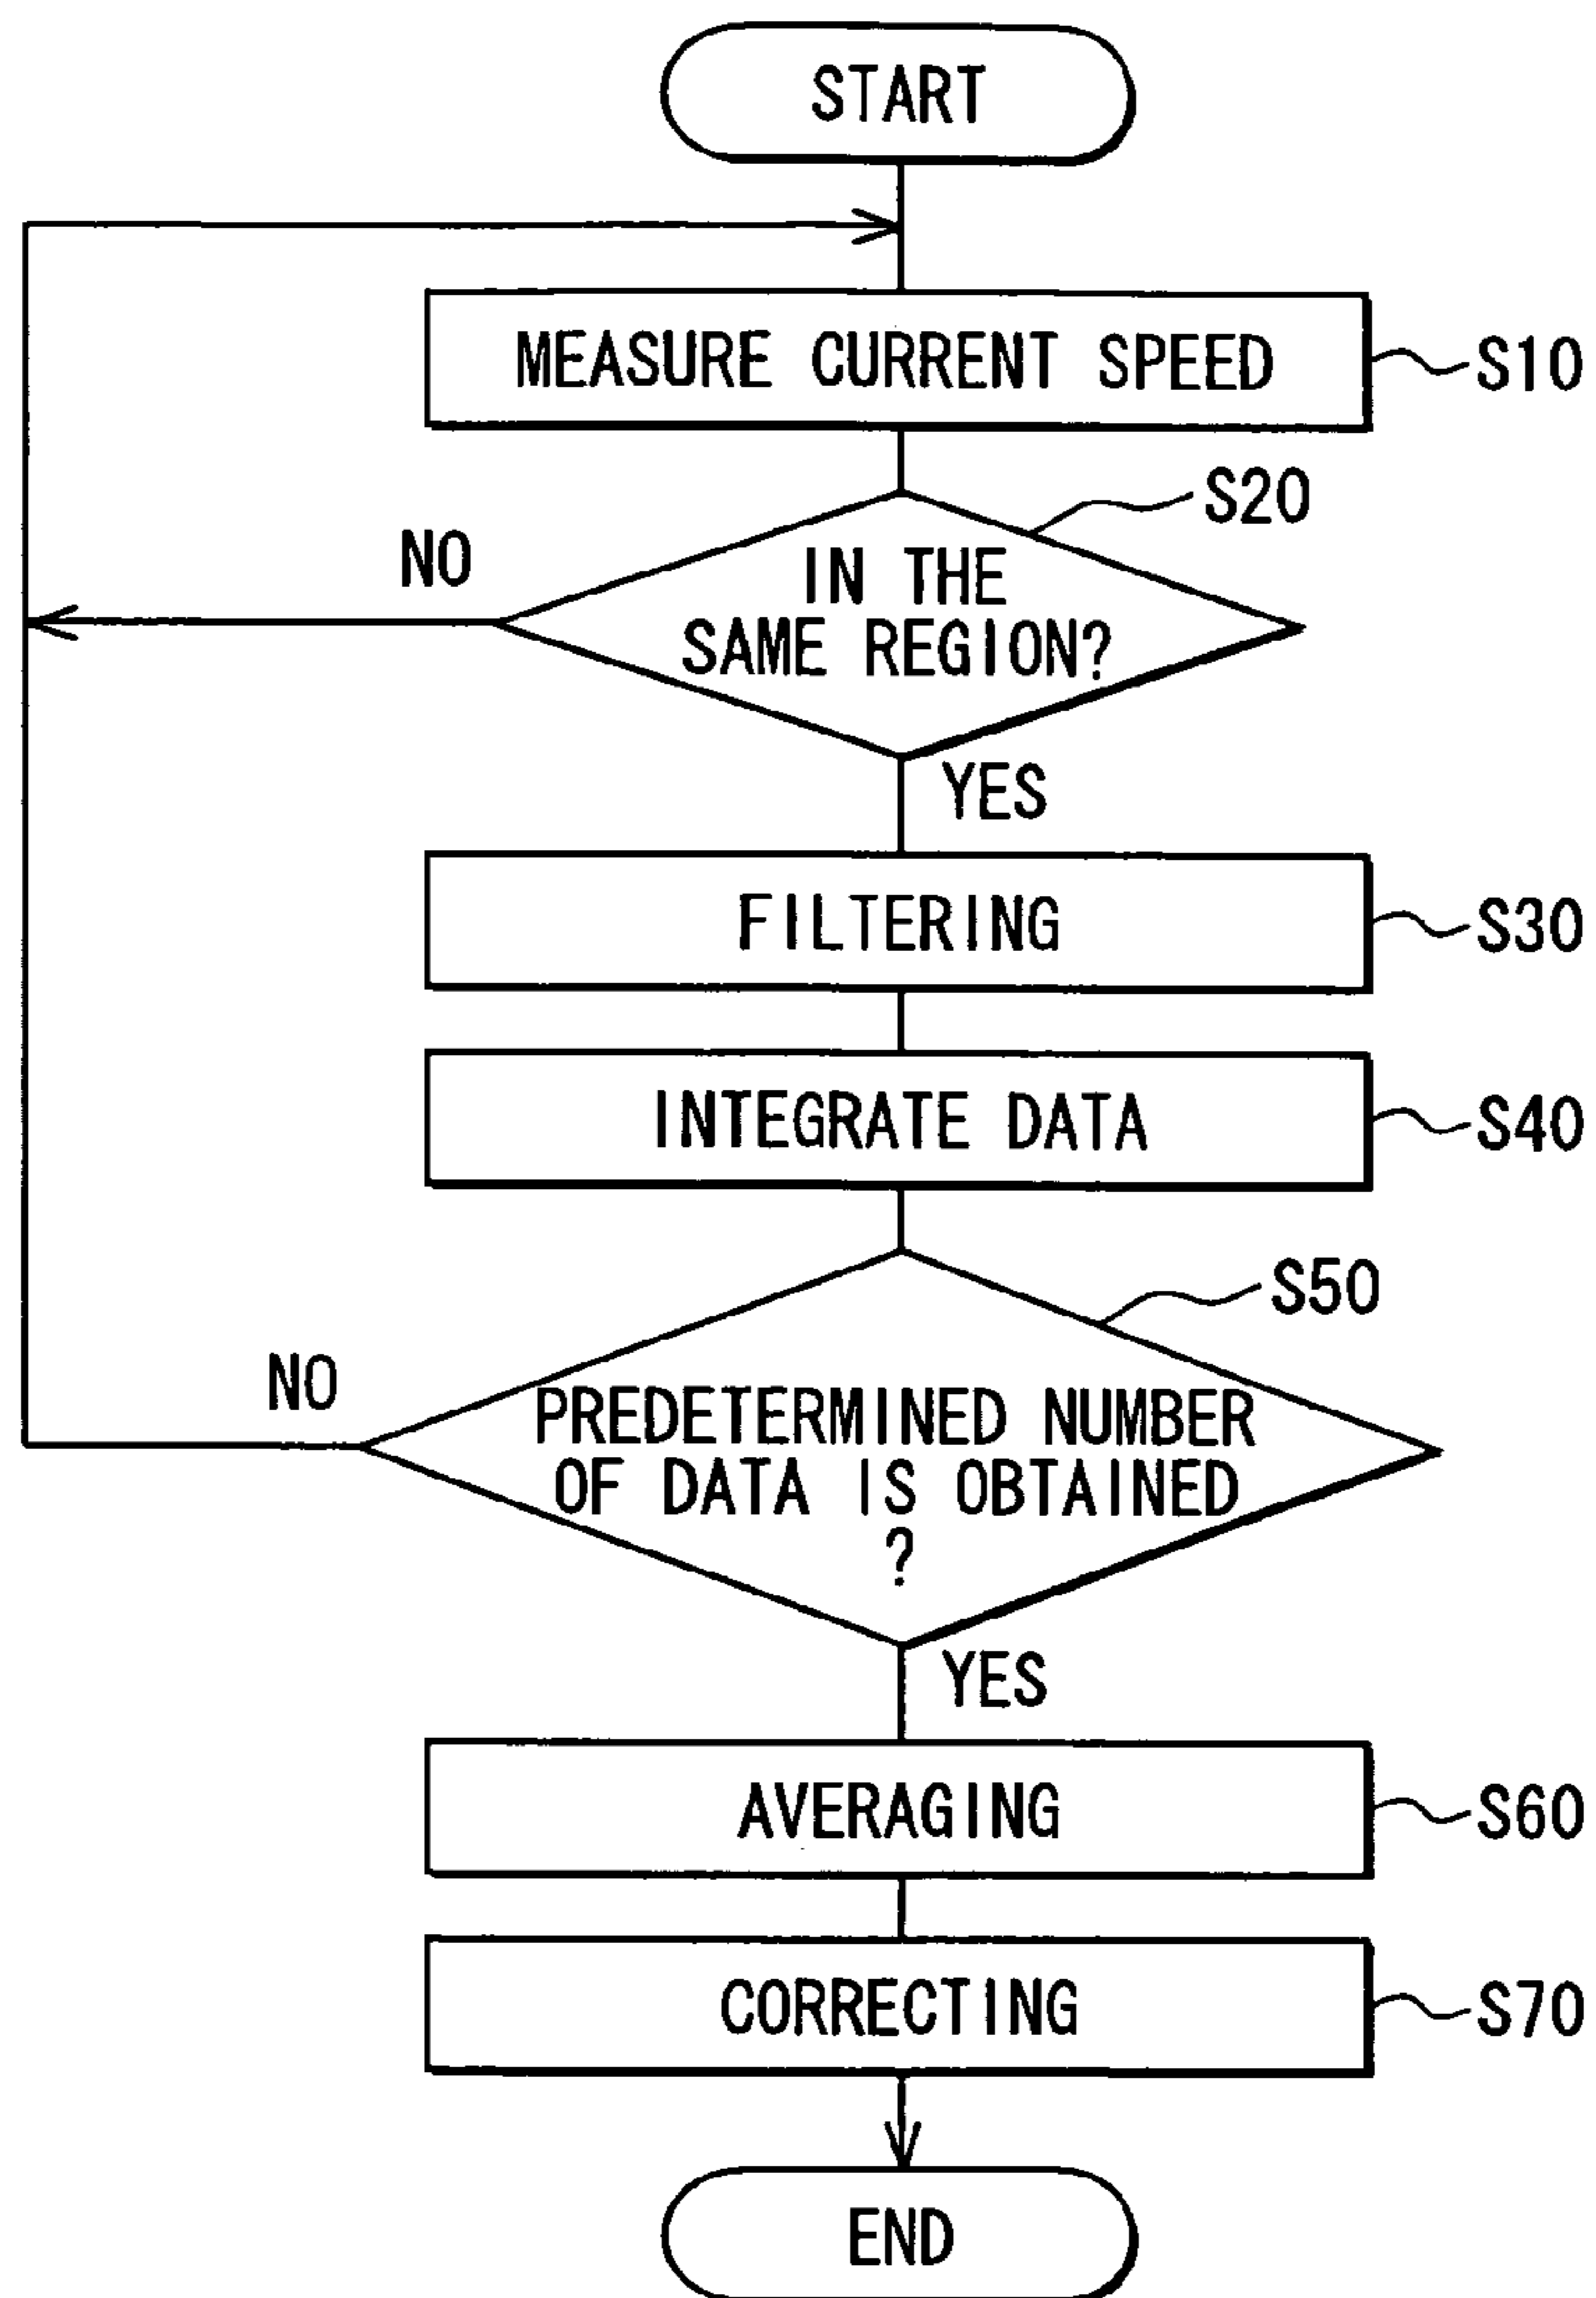 START
MEASURE CURRENT SPEED
S10
S20
NO
IN THE
SAME REGION?
YES
FILTERING
S30
INTEGRATE DATA
S40
S50
NO
PREDETERMINED NUMBER
OF DATA IS OBTAINED
?
YES
AVERAGING
S60
CORRECTING
S70
END